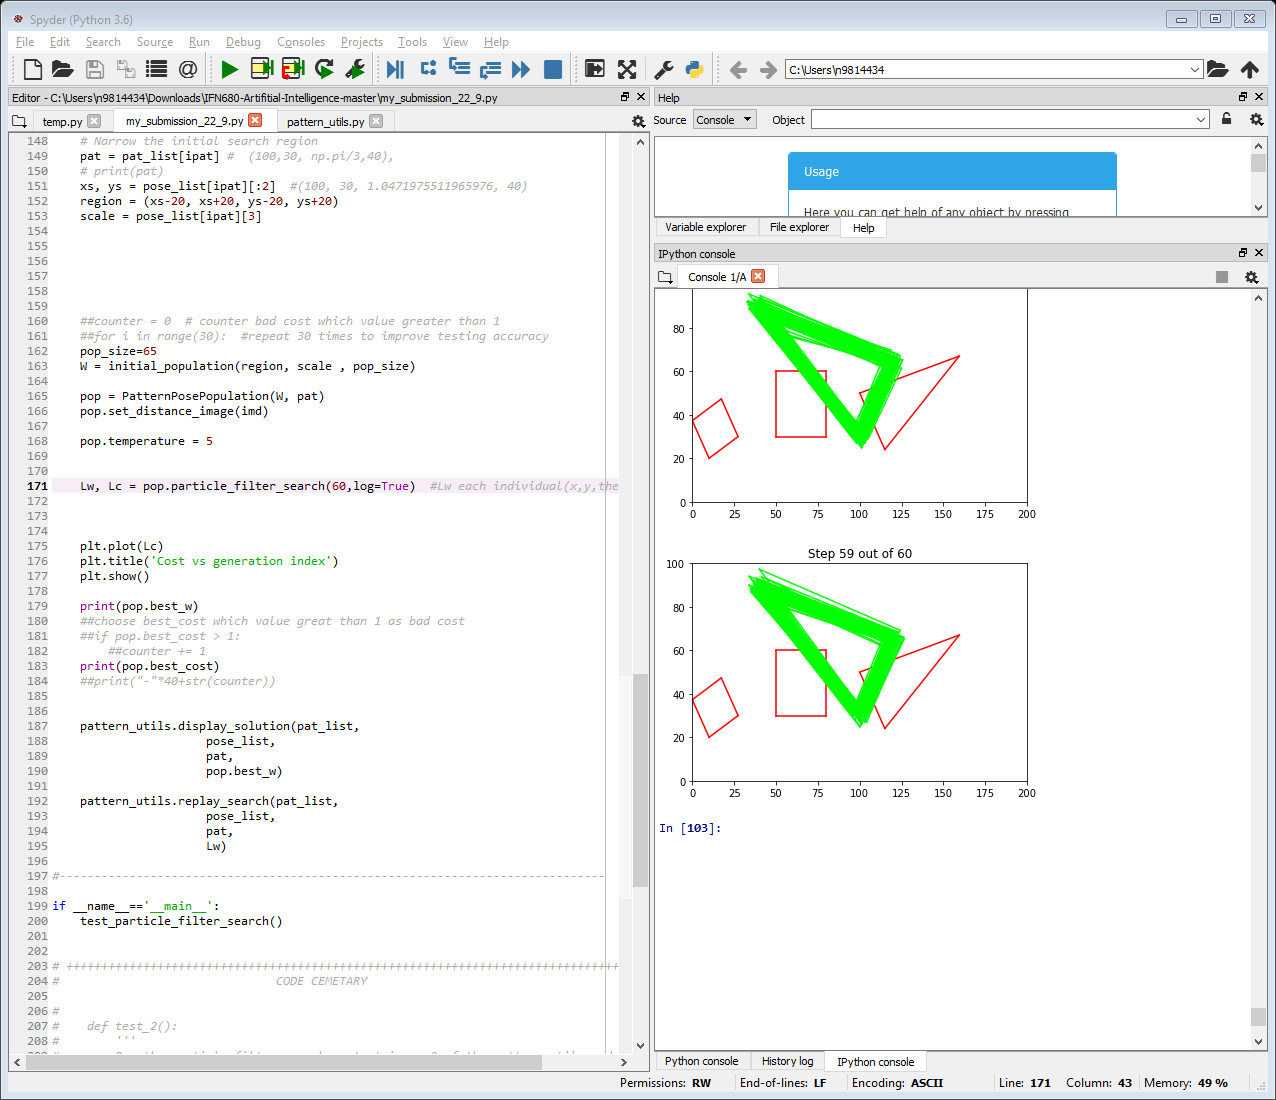 Spyder (Python 3.6)
File Edit Search Source Run Debug Consoles Projects Tools View Help
C:\Users\n9814434
Editor - C:\Users\n9814434\Downloads\IFN680-Artifitial-Intelligence-master\my_submission_22_9.py
temp.py my_submission_22_9.py pattern_utils.py
148 # Narrow the initial search region
149 pat = pat_list[ipat] # (100,30, np.pi/3,40),
150 # print(pat)
151 xs, ys = pose_list[ipat][:2] #(100, 30, 1.0471975511965976, 40)
152 region = (xs-20, xs+20, ys-20, ys+20)
153 scale = pose_list[ipat][3]
154
155
156
157
158
159
160 ##counter = 0 # counter bad cost which value greater than 1
161 ##for i in range(30): #repeat 30 times to improve testing accuracy
162 pop_size=65
163 W = initial_population(region, scale , pop_size)
164
165 pop = PatternPosePopulation(W, pat)
166 pop.set_distance_image(imd)
167
168 pop.temperature = 5
169
170
171 Lw, Lc = pop.particle_filter_search(60,log=True) #Lw each individual(x,y,the
172
173
174
175 plt.plot(Lc)
176 plt.title('Cost vs generation index')
177 plt.show()
178
179 print(pop.best_w)
180 ##choose best_cost which value great than 1 as bad cost
181 ##if pop.best_cost > 1:
182 ##counter += 1
183 print(pop.best_cost)
184 ##print("-"*40+str(counter))
185
186
187 pattern_utils.display_solution(pat_list,
188 pose_list,
189 pat,
190 pop.best_w)
191
192 pattern_utils.replay_search(pat_list,
193 pose_list,
194 pat,
195 Lw)
196
197 #------------------------------------------------------------------------------
198
199 if __name__=='__main__':
200 test_particle_filter_search()
201
202
203 # ++++++++++++++++++++++++++++++++++++++++++++++++++++++++++++++++++++++++++++++
204 # CODE CEMETARY
205
206 #
207 # def test_2():
208 # '''
Help
Source Console Object
Usage
Here you can get help of any object by pressing
Variable explorer File explorer Help
IPython console
Console 1/A
80
60
40
20
0
0 25 50 75 100 125 150 175 200
Step 59 out of 60
100
80
60
40
20
0
0 25 50 75 100 125 150 175 200
In [103]:
Python console History log IPython console
Permissions: RW End-of-lines: LF Encoding: ASCII Line: 171 Column: 43 Memory: 49 %